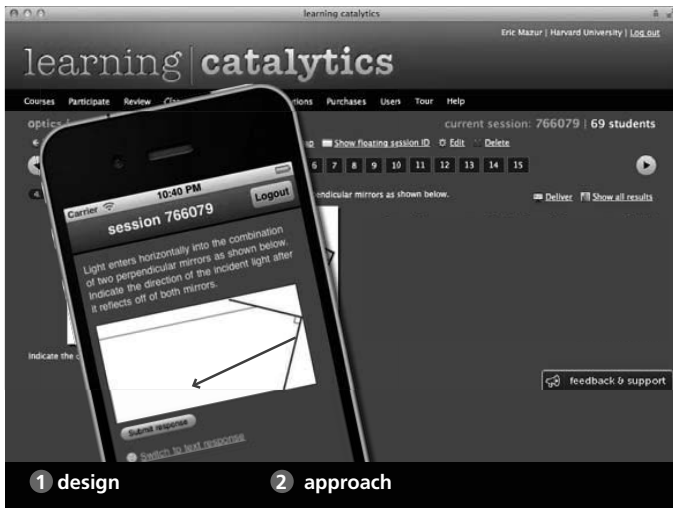 learning catalytics
Eric Mazur | Harvard University | Log out
learning | catalytics
Courses Participate Review Purchases Users Tour Help
optics current session: 766079 | 69 students
Show floating session ID Edit Delete
6 7 8 9 10 11 12 13 14 15
mirrors as shown below.
Deliver Show all results
Carrier 10:40 PM
session 766079 Logout
Light enters horizontally into the combination
of two perpendicular mirrors as shown below.
Indicate the direction of the incident light after
it reflects off of both mirrors.
Submit response
Switch to text response
Indicate the
feedback & support
1 design 2 approach